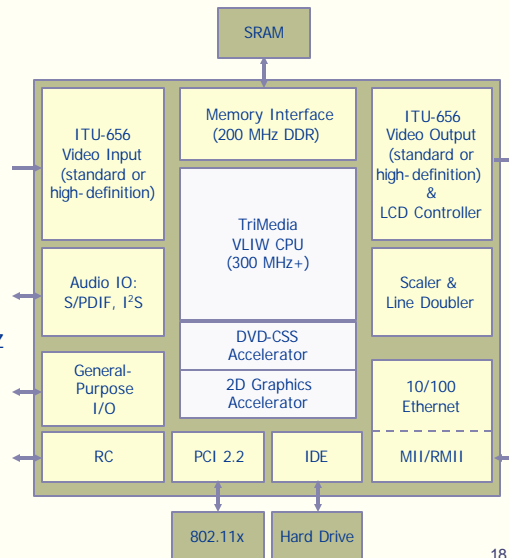 SRAM
ITU-656
Video Input
(standard or
high-definition)
Memory Interface
(200 MHz DDR)
ITU-656
Video Output
(standard or
high-definition)
&
LCD Controller
TriMedia
VLIW CPU
(300 MHz+)
Audio IO:
S/PDIF, I²S
Scaler &
Line Doubler
z
DVD-CSS
Accelerator
General-
Purpose
I/O
2D Graphics
Accelerator
10/100
Ethernet
RC
PCI 2.2
IDE
MII/RMII
802.11x
Hard Drive
18